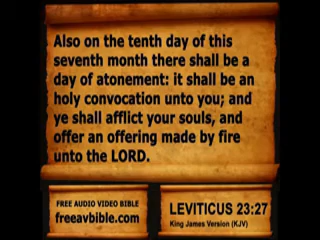 Also on the tenth day of this
seventh month there shall be a
day of atonement: it shall be an
holy convocation unto you; and
ye shall afflict your souls, and
offer an offering made by fire
unto the LORD.
FREE AUDIO VIDEO BIBLE
freeavbible.com
LEVITICUS 23:27
King James Version (KJV)